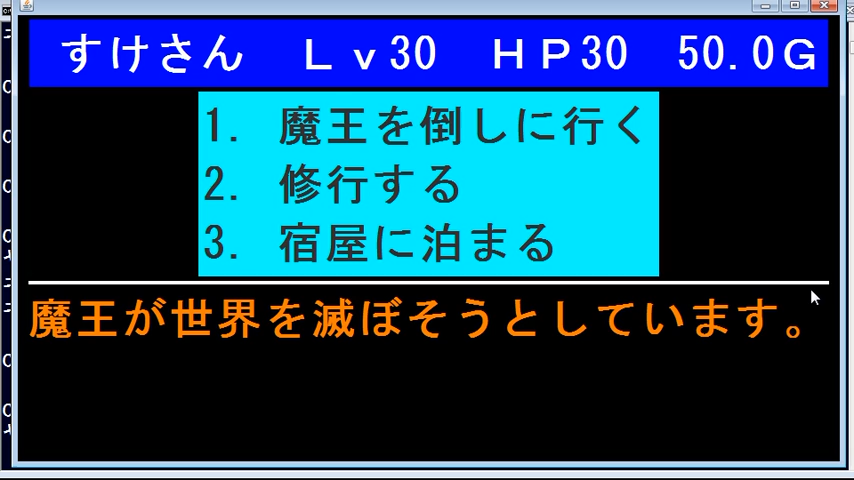 すけさん　Ｌｖ30　ＨＰ30　50.0Ｇ
1.　魔王を倒しに行く
2.　修行する
3.　宿屋に泊まる
魔王が世界を滅ぼそうとしています。